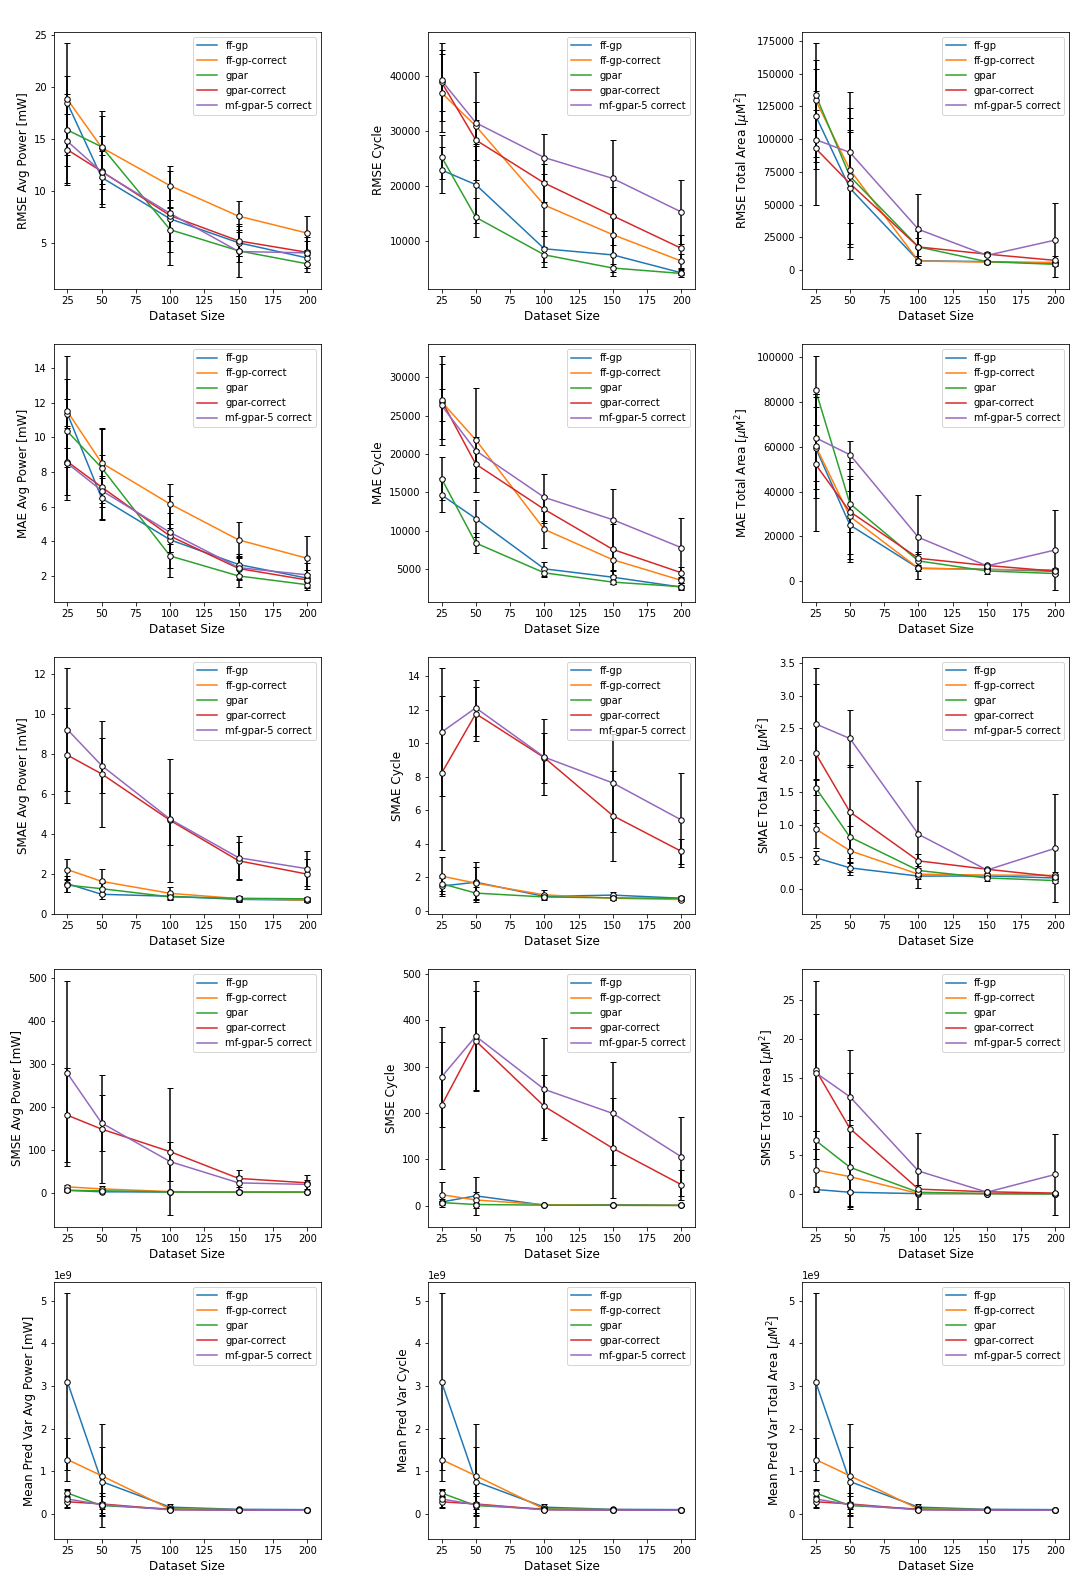 25
20
15
10
5
RMSE Avg Power [mW]
ff-gp
ff-gp-correct
gpar
gpar-correct
mf-gpar-5 correct
25 50 75 100 125 150 175 200
Dataset Size
40000
30000
20000
10000
RMSE Cycle
ff-gp
ff-gp-correct
gpar
gpar-correct
mf-gpar-5 correct
25 50 75 100 125 150 175 200
Dataset Size
175000
150000
125000
100000
75000
50000
25000
0
RMSE Total Area [μM²]
ff-gp
ff-gp-correct
gpar
gpar-correct
mf-gpar-5 correct
25 50 75 100 125 150 175 200
Dataset Size
14
12
10
8
6
4
2
MAE Avg Power [mW]
ff-gp
ff-gp-correct
gpar
gpar-correct
mf-gpar-5 correct
25 50 75 100 125 150 175 200
Dataset Size
30000
25000
20000
15000
10000
5000
MAE Cycle
ff-gp
ff-gp-correct
gpar
gpar-correct
mf-gpar-5 correct
25 50 75 100 125 150 175 200
Dataset Size
100000
80000
60000
40000
20000
0
MAE Total Area [μM²]
ff-gp
ff-gp-correct
gpar
gpar-correct
mf-gpar-5 correct
25 50 75 100 125 150 175 200
Dataset Size
12
10
8
6
4
2
0
SMAE Avg Power [mW]
ff-gp
ff-gp-correct
gpar
gpar-correct
mf-gpar-5 correct
25 50 75 100 125 150 175 200
Dataset Size
14
12
10
8
6
4
2
0
SMAE Cycle
ff-gp
ff-gp-correct
gpar
gpar-correct
mf-gpar-5 correct
25 50 75 100 125 150 175 200
Dataset Size
3.5
3.0
2.5
2.0
1.5
1.0
0.5
0.0
SMAE Total Area [μM²]
ff-gp
ff-gp-correct
gpar
gpar-correct
mf-gpar-5 correct
25 50 75 100 125 150 175 200
Dataset Size
500
400
300
200
100
0
SMSE Avg Power [mW]
ff-gp
ff-gp-correct
gpar
gpar-correct
mf-gpar-5 correct
25 50 75 100 125 150 175 200
Dataset Size
500
400
300
200
100
0
SMSE Cycle
ff-gp
ff-gp-correct
gpar
gpar-correct
mf-gpar-5 correct
25 50 75 100 125 150 175 200
Dataset Size
25
20
15
10
5
0
SMSE Total Area [μM²]
ff-gp
ff-gp-correct
gpar
gpar-correct
mf-gpar-5 correct
25 50 75 100 125 150 175 200
Dataset Size
1e9
5
4
3
2
1
0
Mean Pred Var Avg Power [mW]
ff-gp
ff-gp-correct
gpar
gpar-correct
mf-gpar-5 correct
25 50 75 100 125 150 175 200
Dataset Size
1e9
5
4
3
2
1
0
Mean Pred Var Cycle
ff-gp
ff-gp-correct
gpar
gpar-correct
mf-gpar-5 correct
25 50 75 100 125 150 175 200
Dataset Size
1e9
5
4
3
2
1
0
Mean Pred Var Total Area [μM²]
ff-gp
ff-gp-correct
gpar
gpar-correct
mf-gpar-5 correct
25 50 75 100 125 150 175 200
Dataset Size